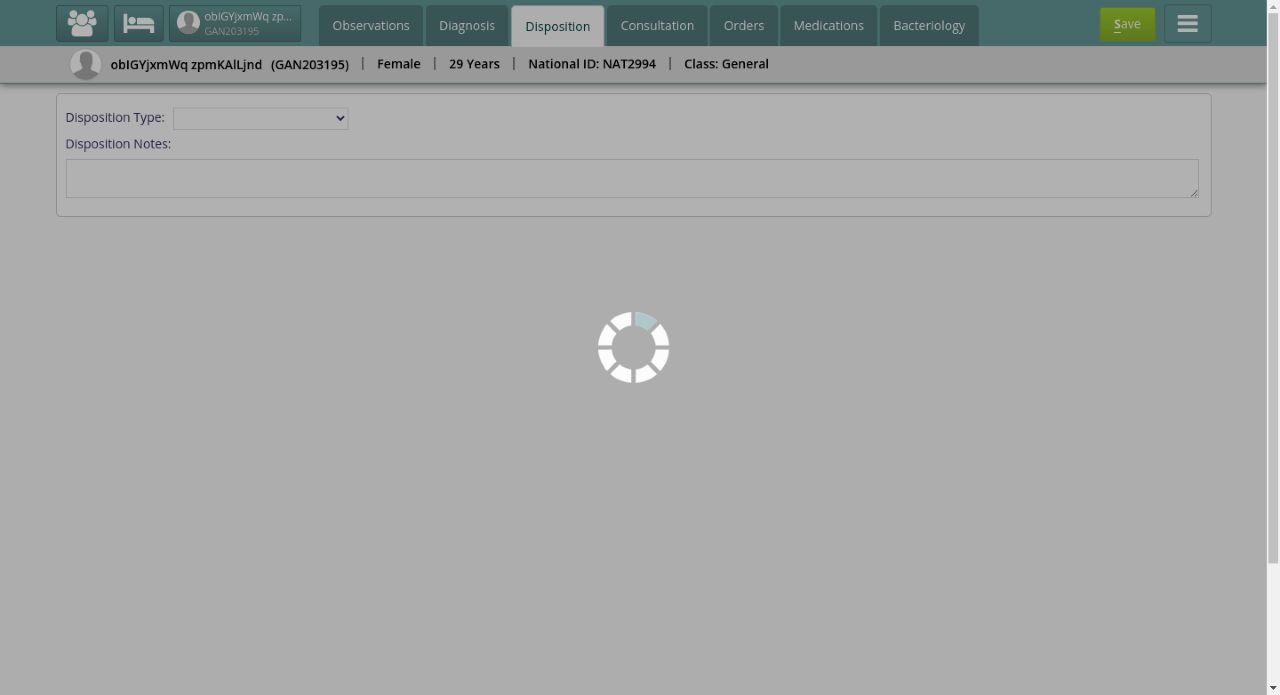 obIGYjxmWq zp...
GAN203195
Observations
Diagnosis
Disposition
Consultation
Orders
Medications
Bacteriology
Save
obIGYjxmWq zpmKAlLjnd (GAN203195) | Female | 29 Years | National ID: NAT2994 | Class: General
Disposition Type:
Disposition Notes: